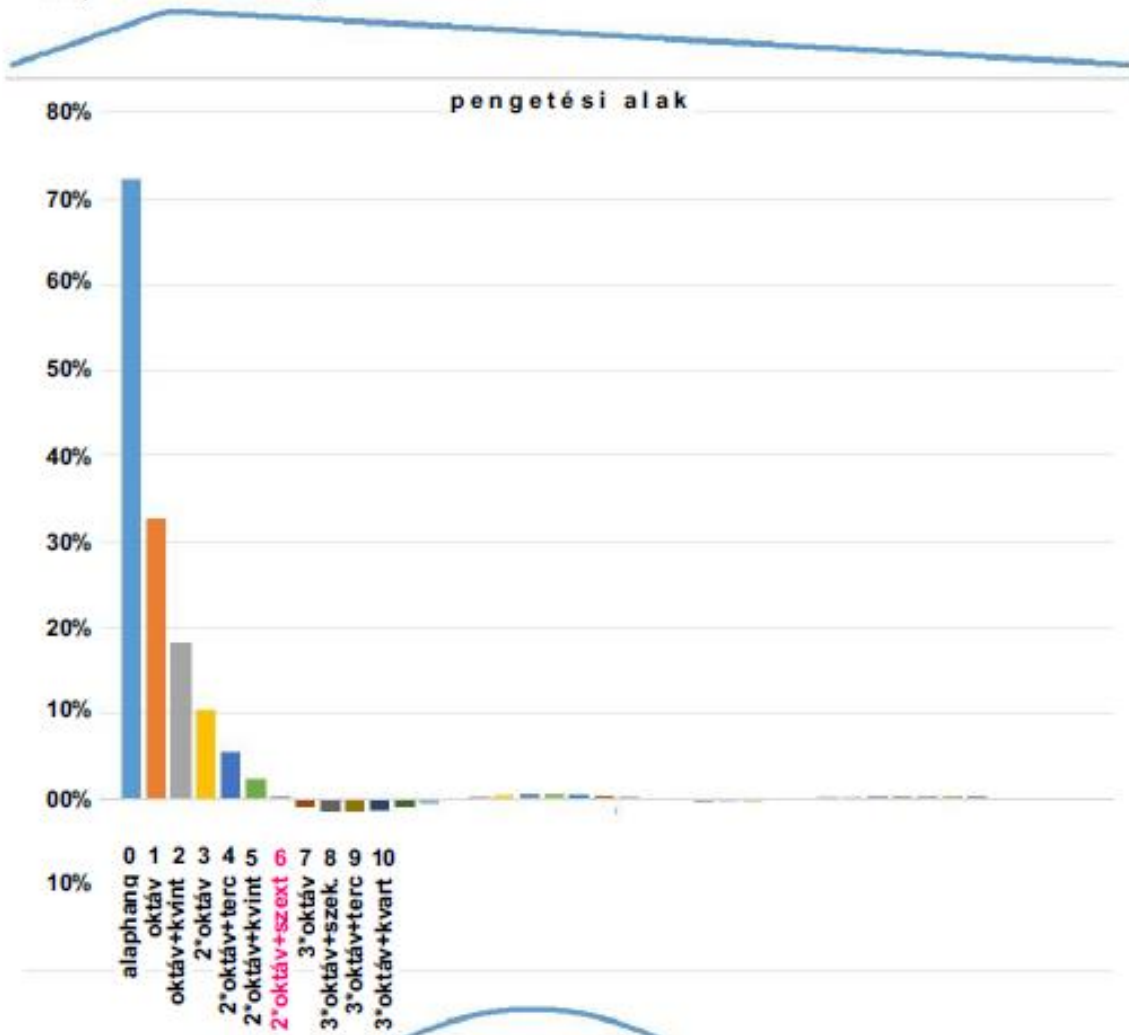 pengetési alak
80%
70%
60%
50%
40%
30%
20%
10%
00%
10%
0 1 2 3 4 5 6 7 8 9 10
alaphang
oktáv
oktáv+kvint
2*oktáv
2*oktáv+terc
2*oktáv+kvint
2*oktáv+szext
3*oktáv
3*oktáv+szek.
3*oktáv+terc
3*oktáv+kvart